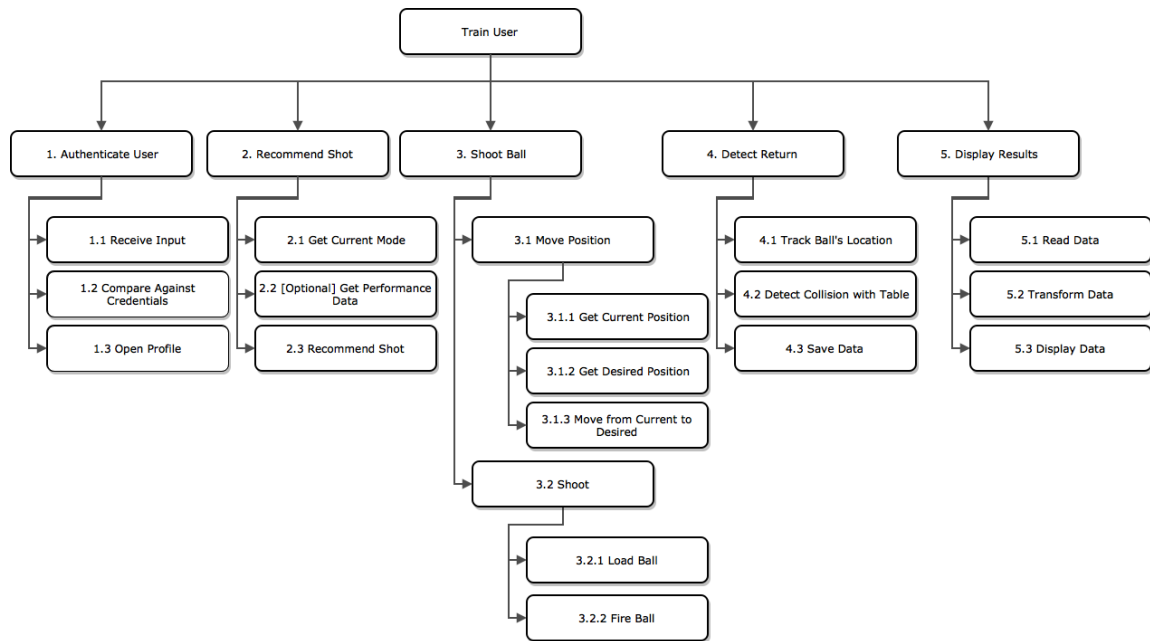 Train User
1. Authenticate User
2. Recommend Shot
3. Shoot Ball
4. Detect Return
5. Display Results
1.1 Receive Input
1.2 Compare Against
Credentials
1.3 Open Profile
2.1 Get Current Mode
2.2 [Optional] Get Performance
Data
2.3 Recommend Shot
3.1 Move Position
3.1.1 Get Current Position
3.1.2 Get Desired Position
3.1.3 Move from Current to
Desired
3.2 Shoot
3.2.1 Load Ball
3.2.2 Fire Ball
4.1 Track Ball's Location
4.2 Detect Collision with Table
4.3 Save Data
5.1 Read Data
5.2 Transform Data
5.3 Display Data